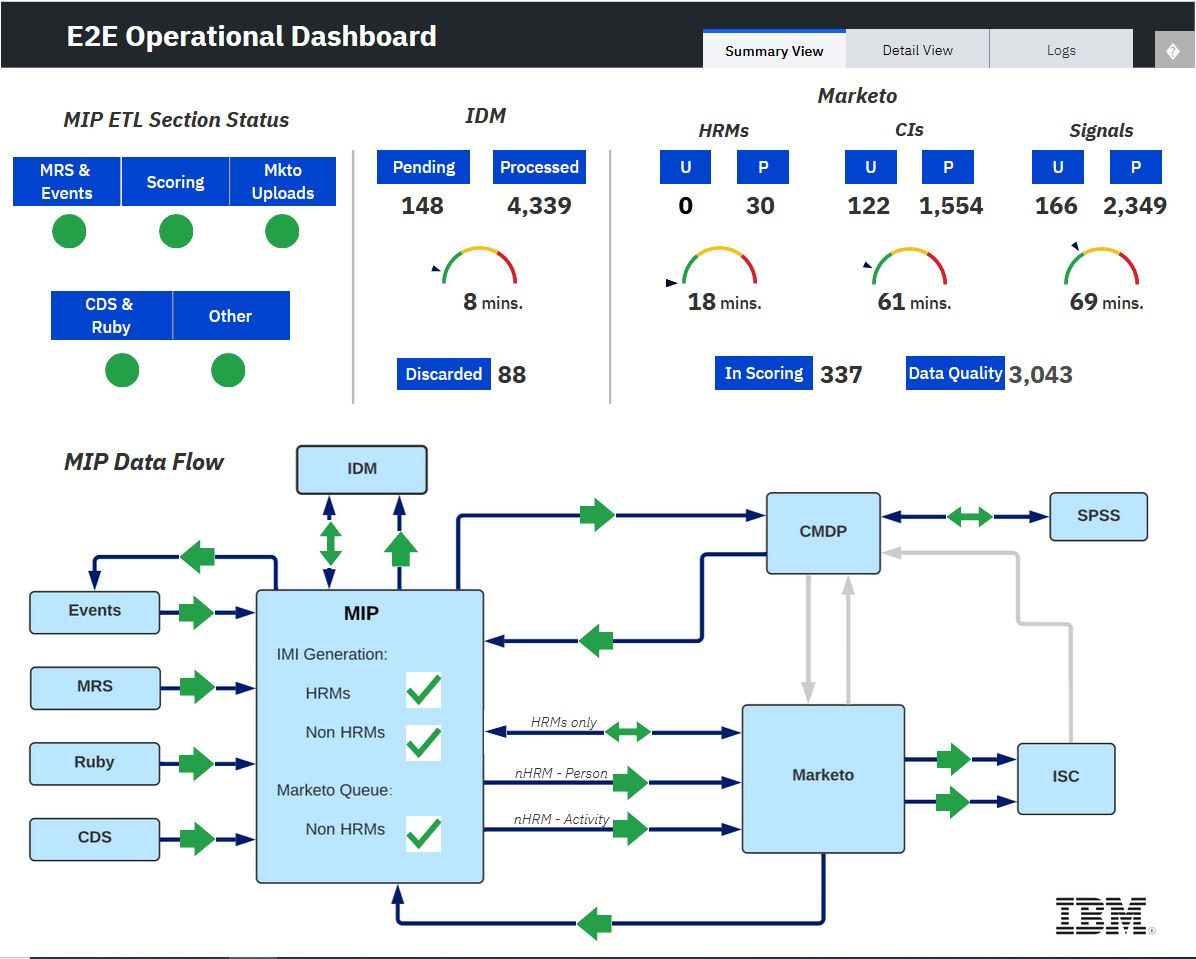 E2E Operational Dashboard
Summary View
Detail View
Logs
MIP ETL Section Status
MRS &
Events
Scoring
Mkto
Uploads
CDS &
Ruby
Other
IDM
Pending
Processed
148
4,339
8 mins.
Discarded 88
Marketo
HRMs
CIs
Signals
U
P
U
P
U
P
0
30
122
1,554
166
2,349
18 mins.
61 mins.
69 mins.
In Scoring 337
Data Quality 3,043
MIP Data Flow
IDM
CMDP
SPSS
Events
MRS
Ruby
CDS
MIP
IMI Generation:
HRMs
Non HRMs
Marketo Queue:
Non HRMs
HRMs only
nHRM - Person
nHRM - Activity
Marketo
ISC
IBM®